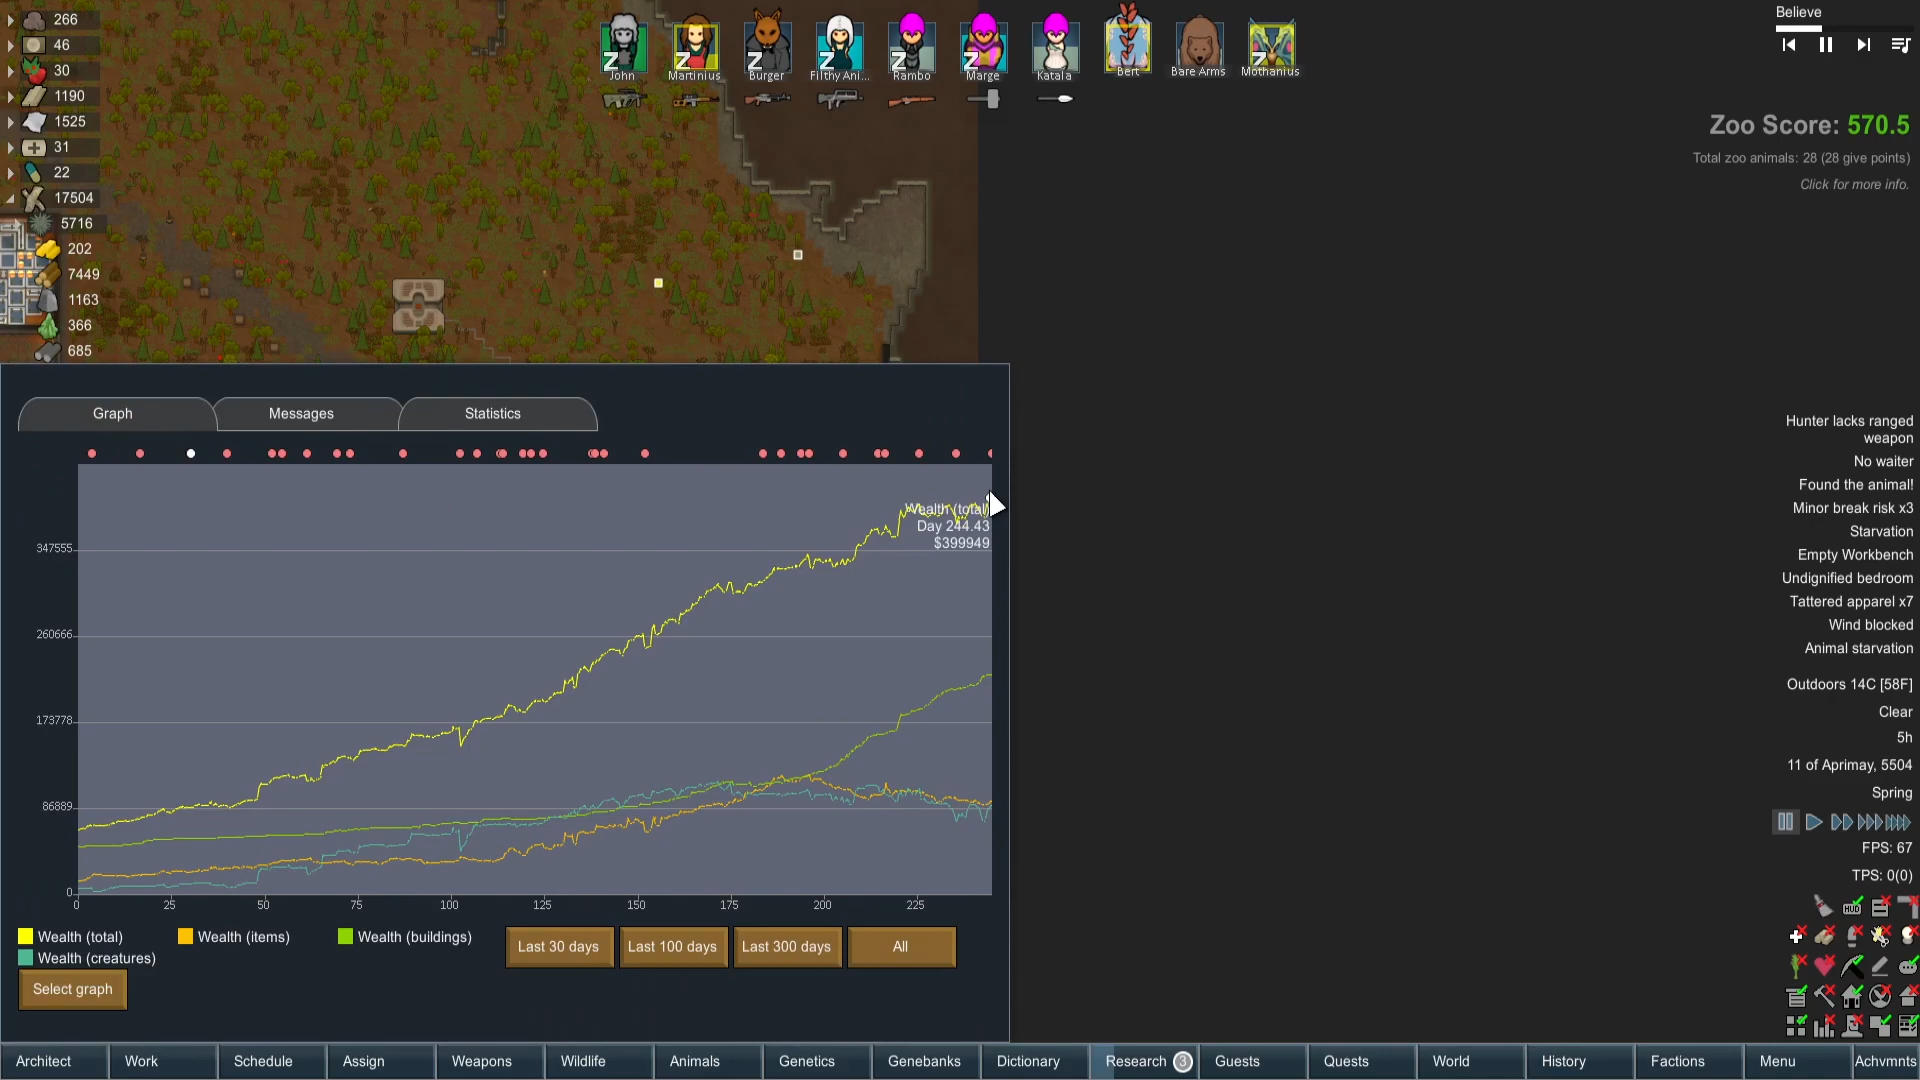 266
46
30
1190
1525
31
22
17504
5716
202
7449
1163
366
685
John
Martinius
Burger
Filthy Ani...
Rambo
Marge
Katala
Bert
Bare Arms
Mothanius
Believe
Zoo Score: 570.5
Total zoo animals: 28 (28 give points)
Click for more info.
Graph
Messages
Statistics
Wealth (total)
Day 244.43
$399949
347555
260666
173778
86889
0
0
25
50
75
100
125
150
175
200
225
Wealth (total)
Wealth (items)
Wealth (buildings)
Wealth (creatures)
Last 30 days
Last 100 days
Last 300 days
All
Select graph
Hunter lacks ranged
weapon
No waiter
Found the animal!
Minor break risk x3
Starvation
Empty Workbench
Undignified bedroom
Tattered apparel x7
Wind blocked
Animal starvation
Outdoors 14C [58F]
Clear
5h
11 of Aprimay, 5504
Spring
FPS: 67
TPS: 0(0)
HUD
Architect
Work
Schedule
Assign
Weapons
Wildlife
Animals
Genetics
Genebanks
Dictionary
Research 3
Guests
Quests
World
History
Factions
Menu
Achvmnts